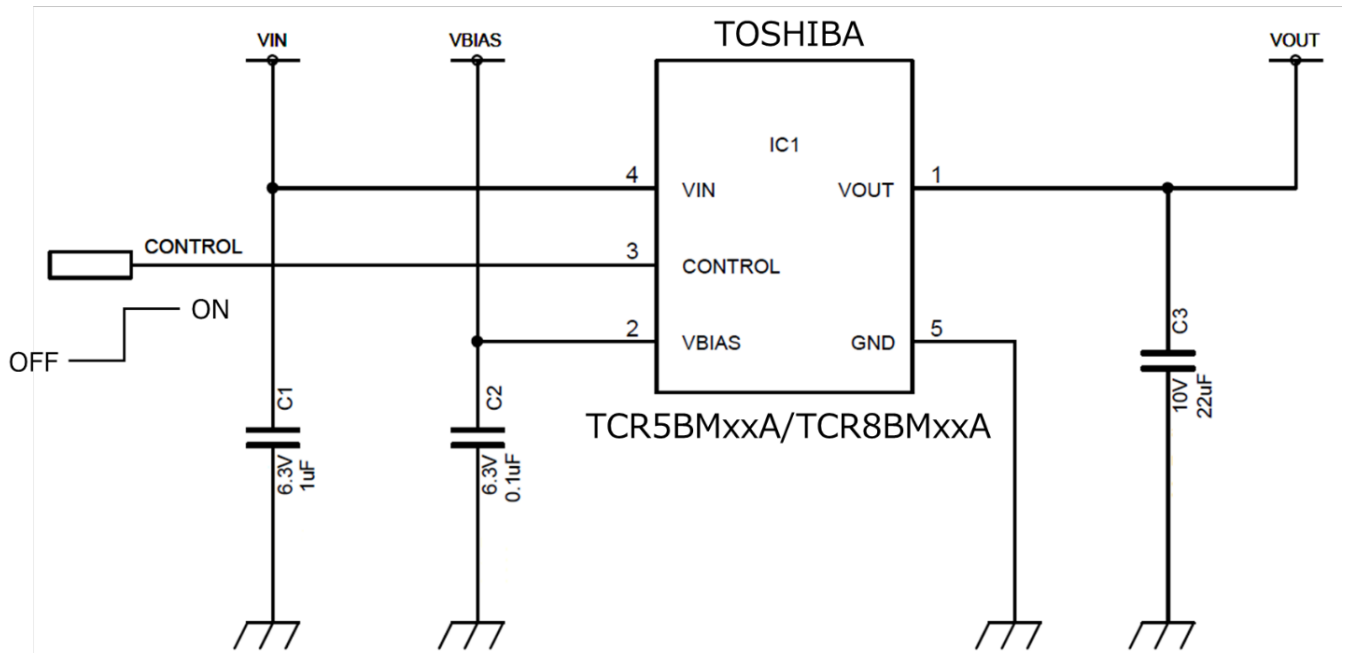 TOSHIBA
VIN
VBIAS
VOUT
IC1
4
VIN
VOUT
1
CONTROL
3
CONTROL
ON
OFF
2
VBIAS
GND
5
C1
6.3V
1uF
C2
6.3V
0.1uF
C3
10V
22uF
TCR5BMxxA/TCR8BMxxA